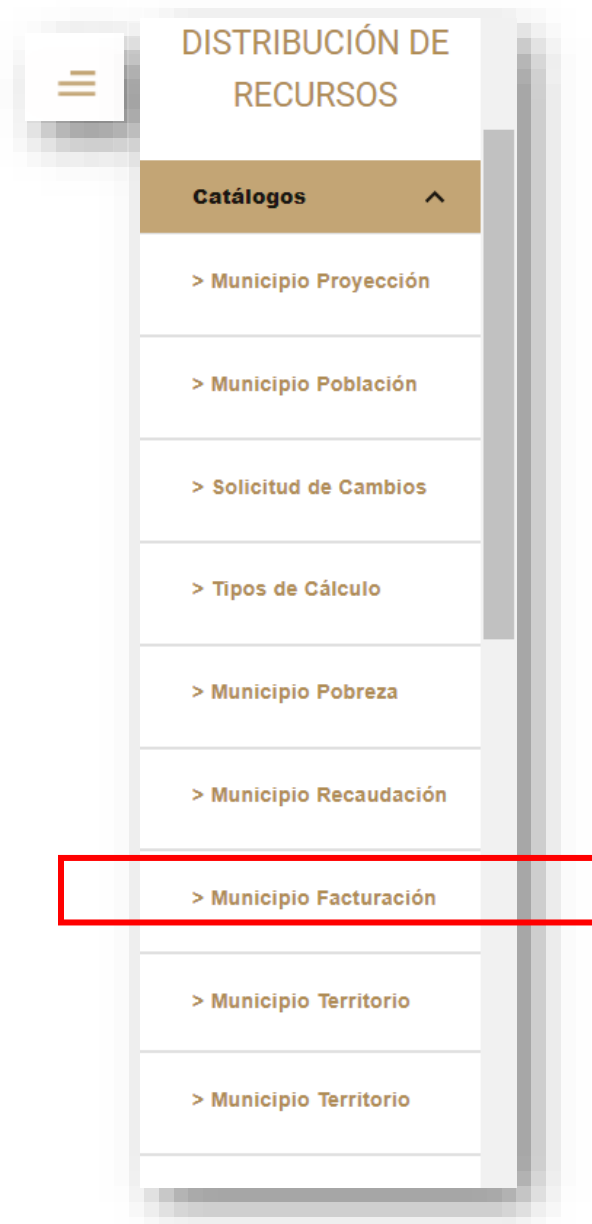 DISTRIBUCIÓN DE
RECURSOS
Catálogos
> Municipio Proyección
> Municipio Población
> Solicitud de Cambios
> Tipos de Cálculo
> Municipio Pobreza
> Municipio Recaudación
> Municipio Facturación
> Municipio Territorio
> Municipio Territorio